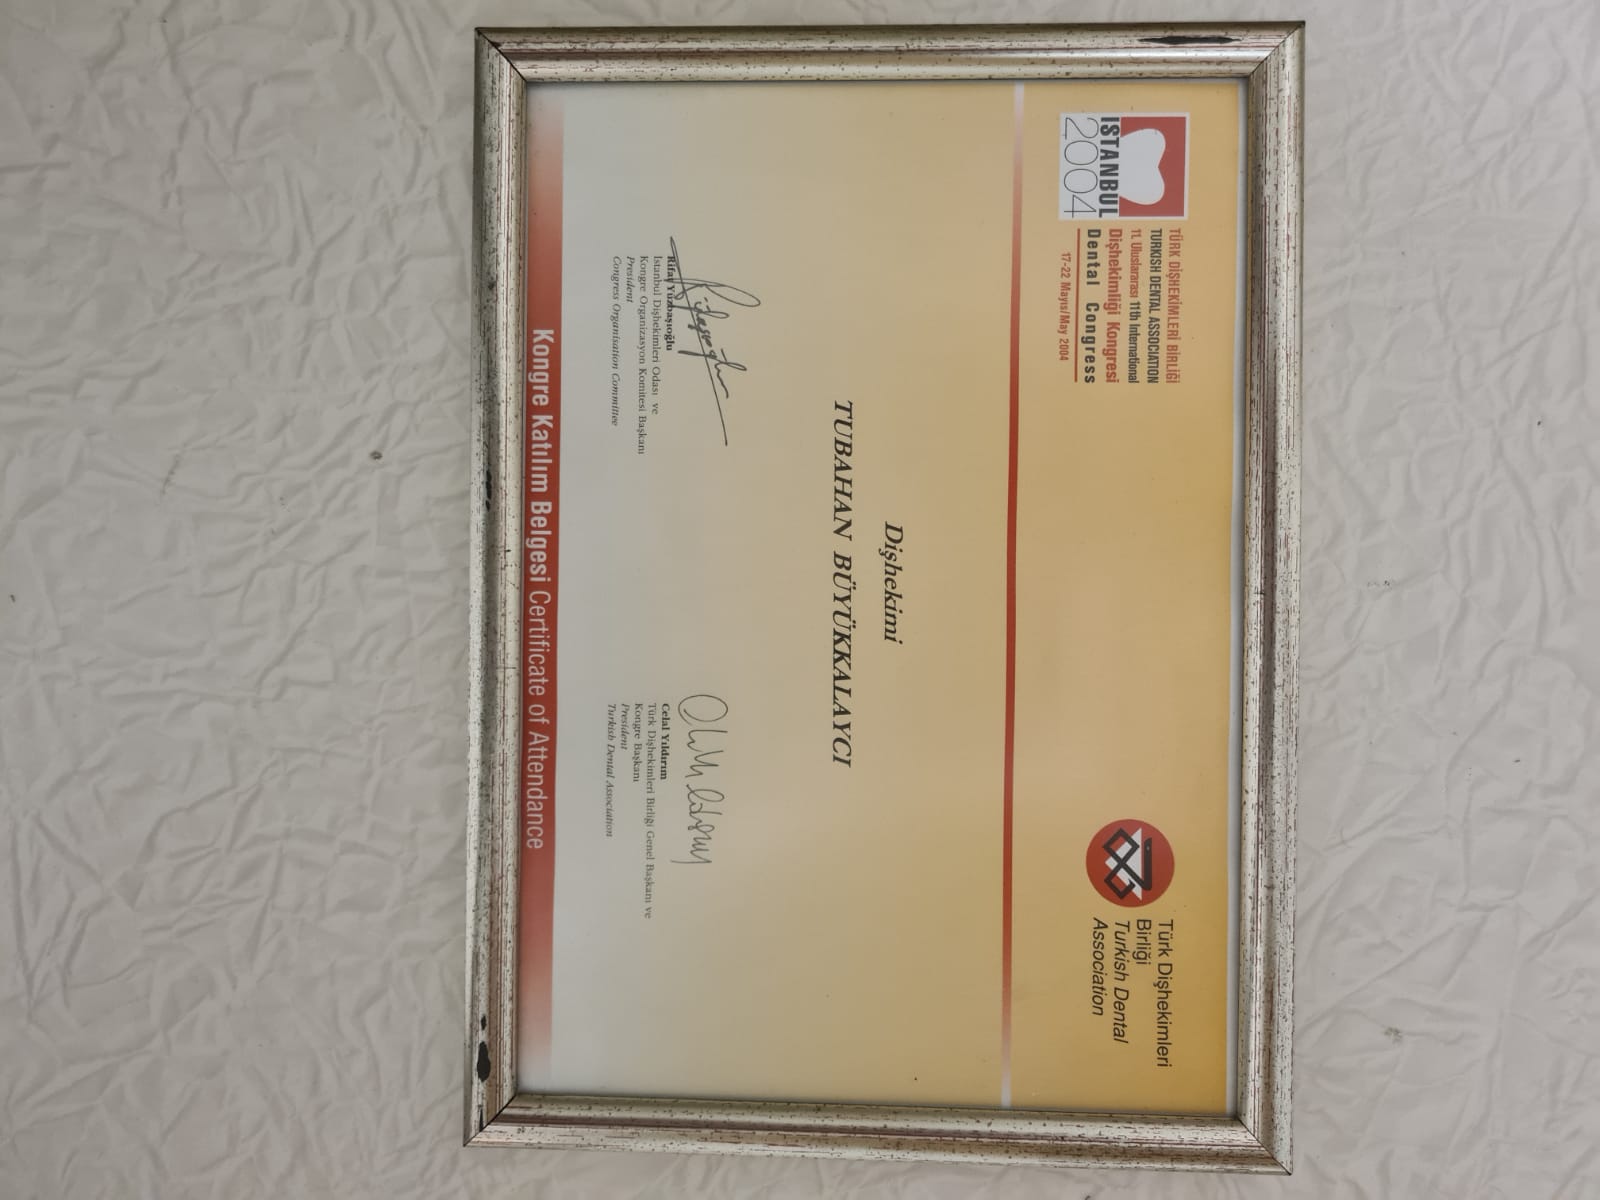 ISTANBUL
2004
TÜRK DİŞHEKİMLERİ BİRLİĞİ
TURKISH DENTAL ASSOCIATION
11. Uluslararası 11th International
Dişhekimliği Kongresi
Dental Congress
17-22 Mayıs/May 2004
Türk Dişhekimleri
Birliği
Turkish Dental
Association
Dişhekimi
TUBAHAN BÜYÜKKALAYCI
Rifat Yüzbaşıoğlu
İstanbul Dişhekimleri Odası ve
Kongre Organizasyon Komitesi Başkanı
President
Congress Organisation Committee
Celal Yıldırım
Türk Dişhekimleri Birliği Genel Başkanı ve
Kongre Başkanı
President
Turkish Dental Association
Kongre Katılım Belgesi Certificate of Attendance